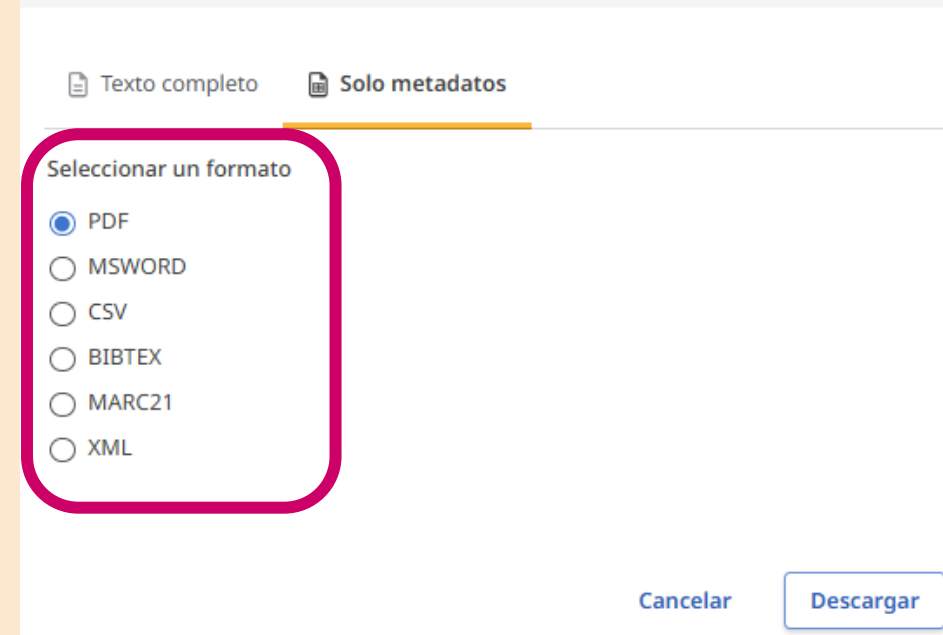 Texto completo Solo metadatos
Seleccionar un formato
PDF
MSWORD
CSV
BIBTEX
MARC21
XML
Cancelar Descargar